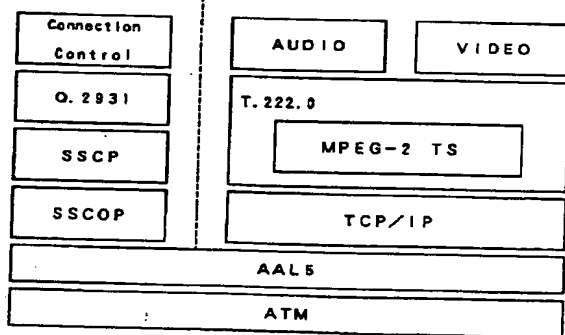 Connection
Control
AUDIO
VIDEO
Q.2931
T.222.0
MPEG-2 TS
SSCP
SSCOP
TCP/IP
AAL5
ATM